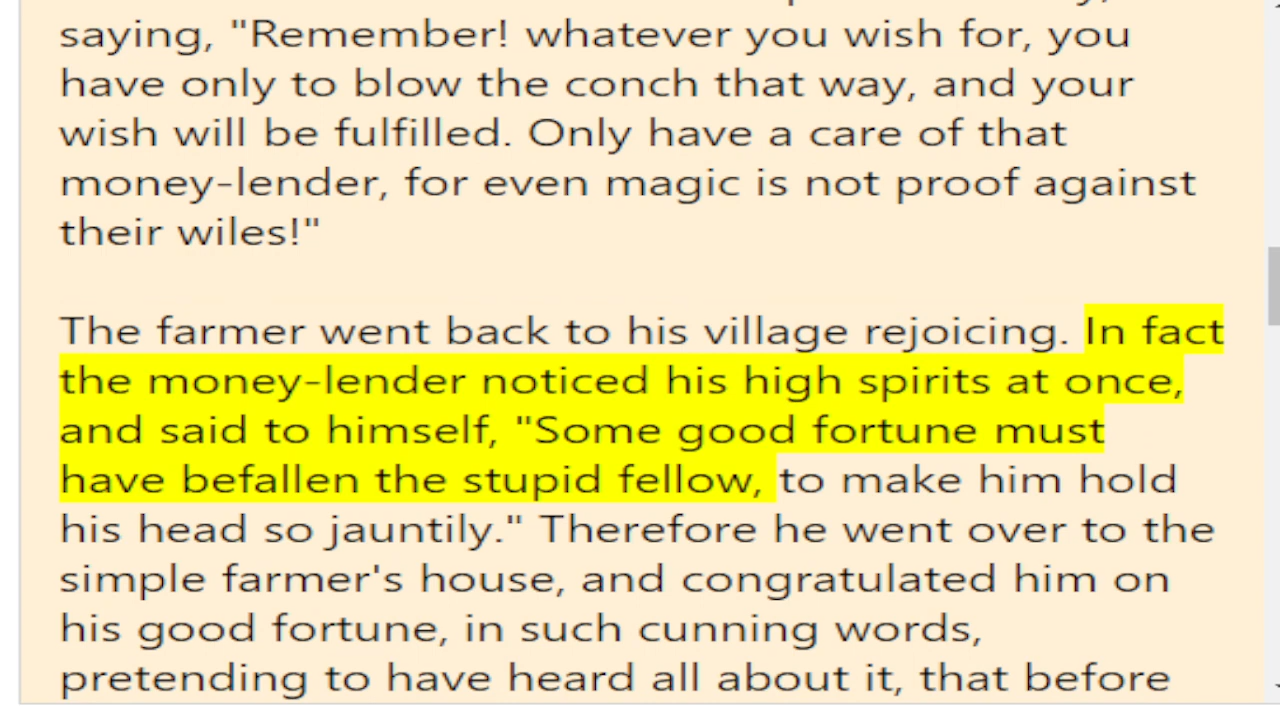 saying, "Remember! whatever you wish for, you
have only to blow the conch that way, and your
wish will be fulfilled. Only have a care of that
money-lender, for even magic is not proof against
their wiles!"
The farmer went back to his village rejoicing. In fact
the money-lender noticed his high spirits at once,
and said to himself, "Some good fortune must
have befallen the stupid fellow, to make him hold
his head so jauntily." Therefore he went over to the
simple farmer's house, and congratulated him on
his good fortune, in such cunning words,
pretending to have heard all about it, that before